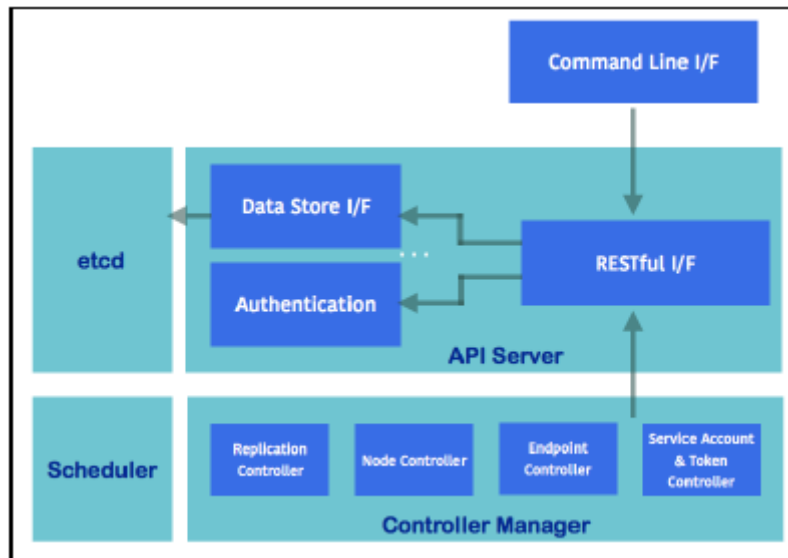 Command Line I/F
Data Store I/F
...
etcd
RESTful I/F
Authentication
API Server
Replication
Controller
Node Controller
Endpoint
Controller
Service Account
& Token
Controller
Scheduler
Controller Manager